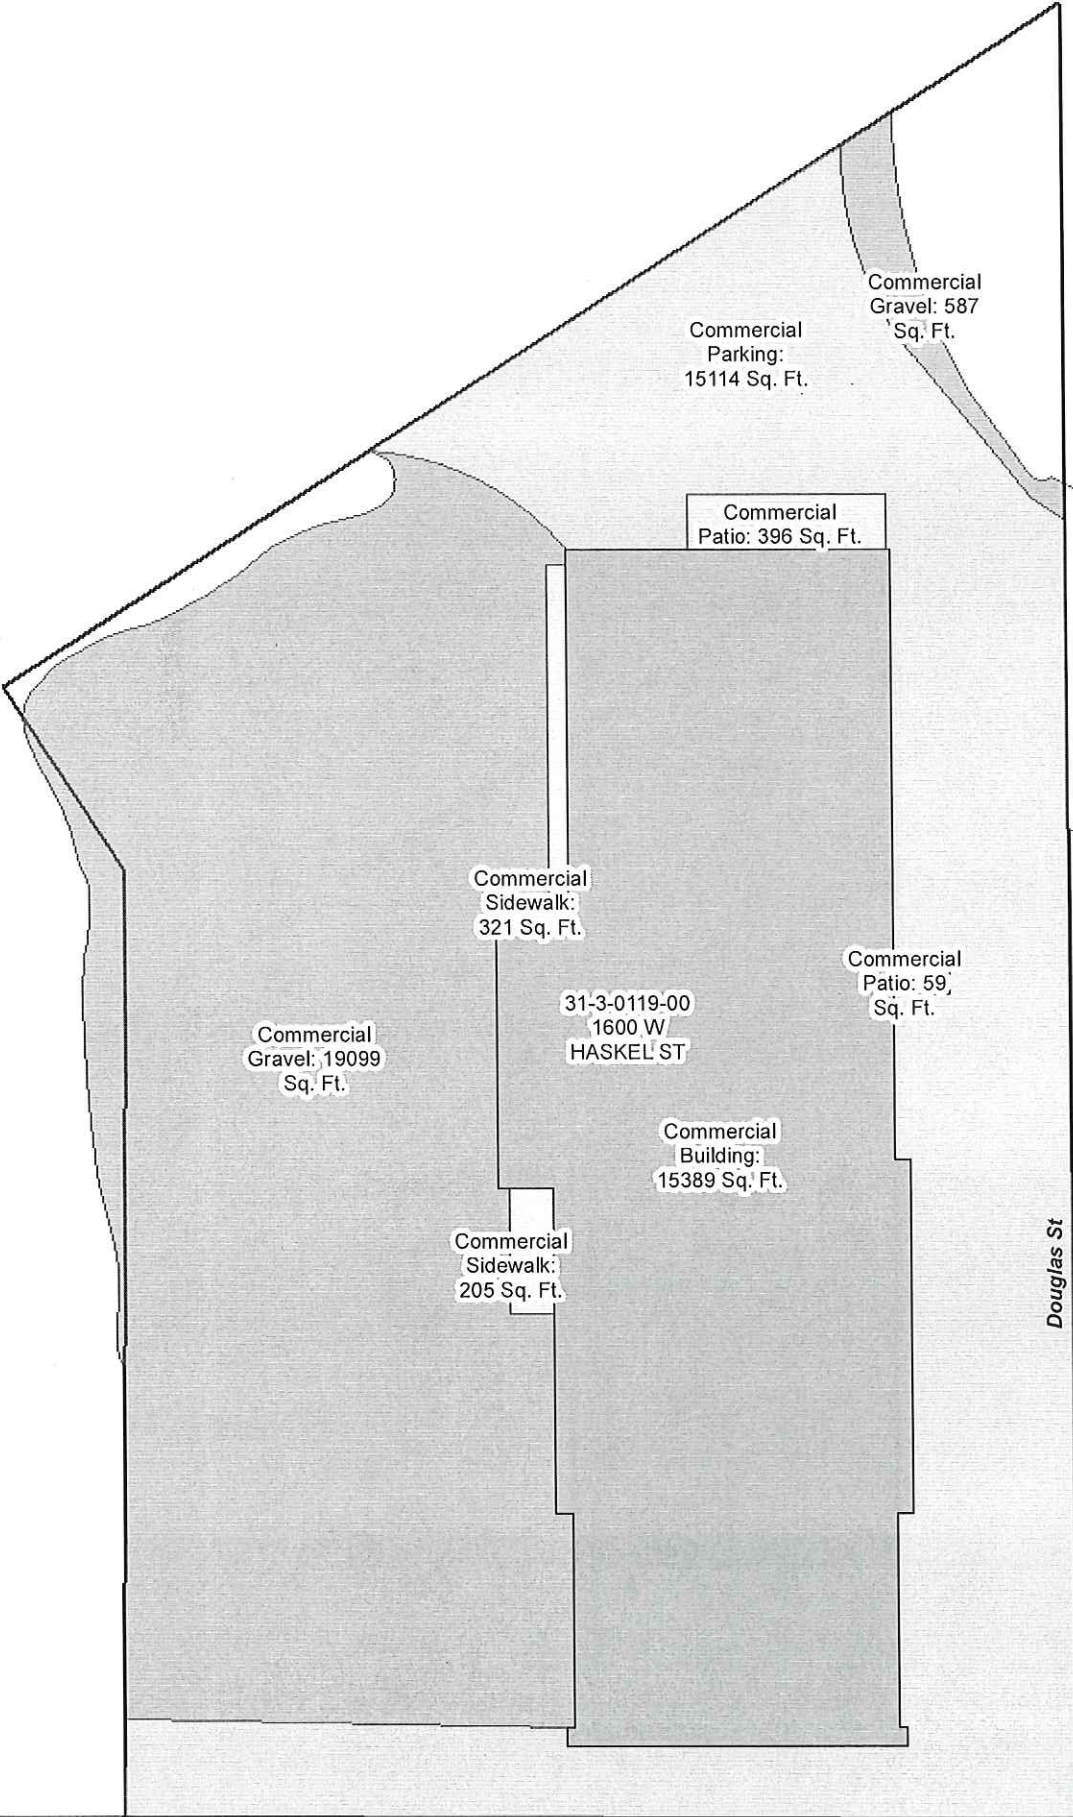 Commercial
Gravel: 587
Sq. Ft.
Commercial
Parking:
15114 Sq. Ft.
Commercial
Patio: 396 Sq. Ft.
Commercial
Sidewalk:
321 Sq. Ft.
Commercial
Patio: 59
Sq. Ft.
31-3-0119-00
1600 W
HASKEL ST
Commercial
Gravel: 19099
Sq. Ft.
Commercial
Building:
15389 Sq. Ft.
Commercial
Sidewalk:
205 Sq. Ft.
Douglas St